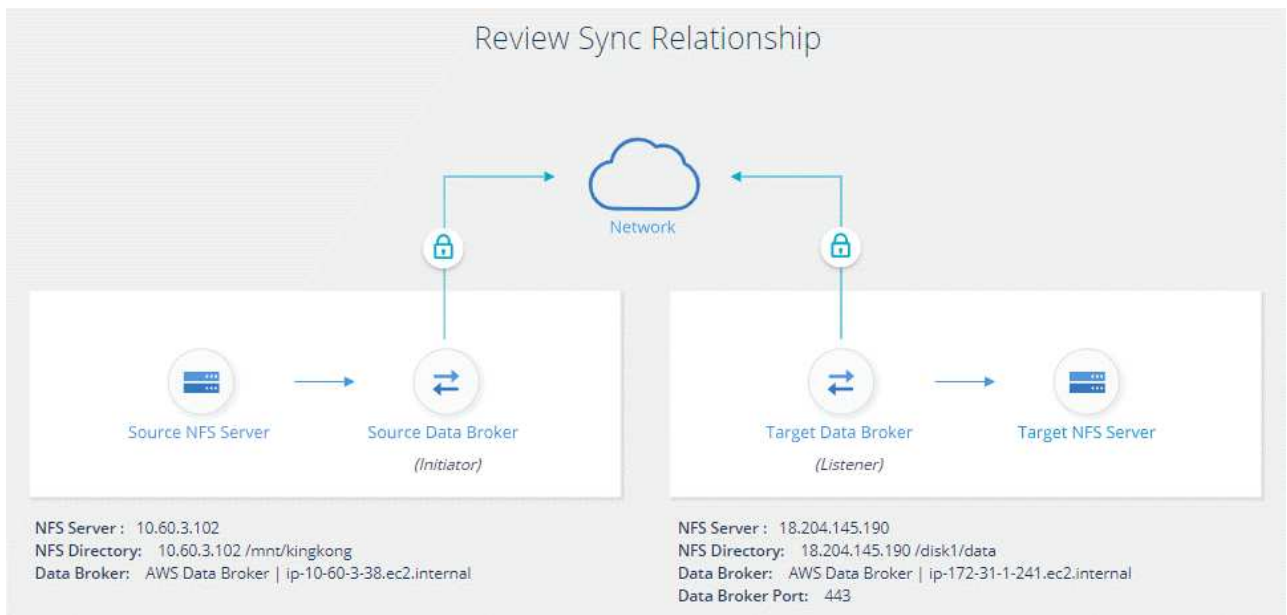 Review Sync Relationship
Network
Source NFS Server
Source Data Broker
(Initiator)
Target Data Broker
(Listener)
Target NFS Server
NFS Server : 10.60.3.102
NFS Directory: 10.60.3.102 /mnt/kingkong
Data Broker: AWS Data Broker | ip-10-60-3-38.ec2.internal
NFS Server : 18.204.145.190
NFS Directory: 18.204.145.190 /disk1/data
Data Broker: AWS Data Broker | ip-172-31-1-241.ec2.internal
Data Broker Port: 443